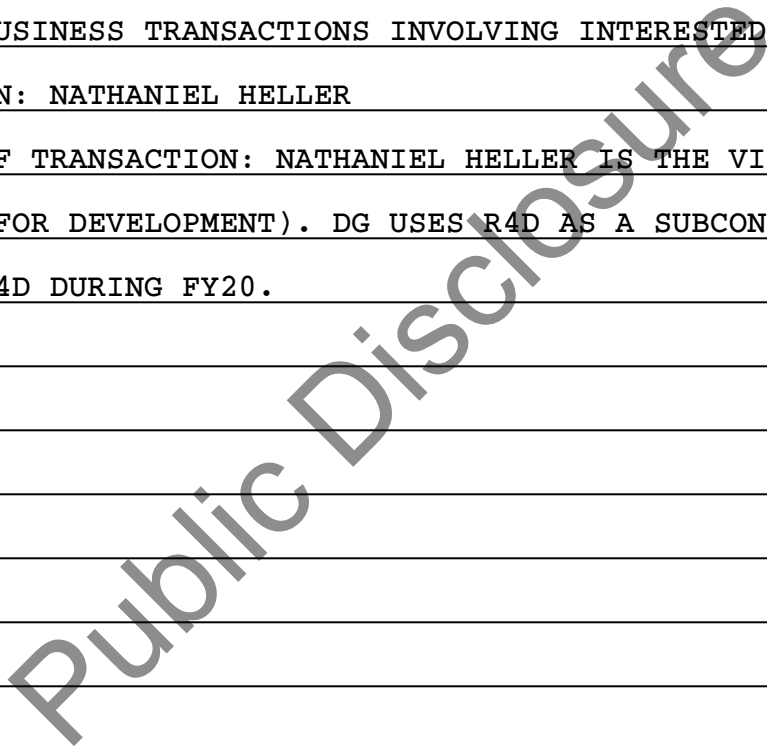 USINESS TRANSACTIONS INVOLVING INTERESTED
N: NATHANIEL HELLER
F TRANSACTION: NATHANIEL HELLER IS THE VI
FOR DEVELOPMENT). DG USES R4D AS A SUBCON
4D DURING FY20.
Public Disclosure